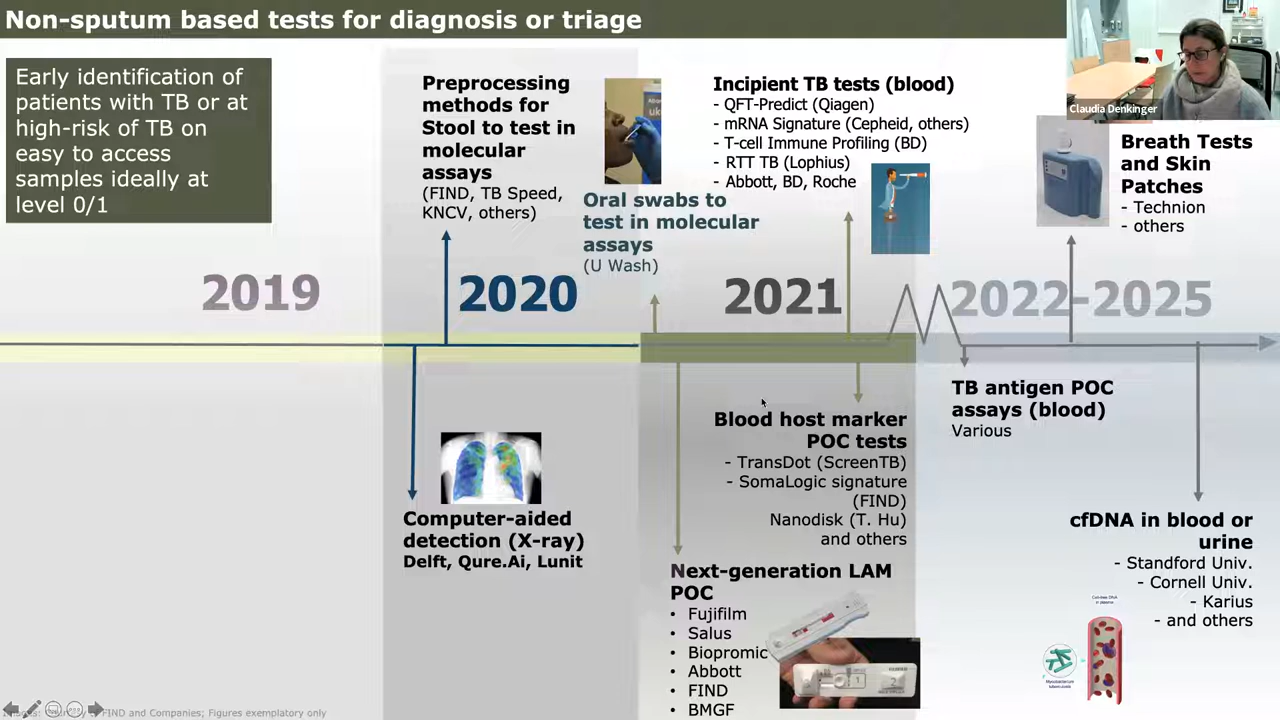 Non-sputum based tests for diagnosis or triage
Claudia Denkinger
Early identification of
patients with TB or at
high-risk of TB on
easy to access
samples ideally at
level 0/1
Preprocessing
methods for
Stool to test in
molecular
assays
(FIND, TB Speed,
KNCV, others)
Oral swabs to
test in molecular
assays
(U Wash)
Incipient TB tests (blood)
- QFT-Predict (Qiagen)
- mRNA Signature (Cepheid, others)
- T-cell Immune Profiling (BD)
- RTT TB (Lophius)
- Abbott, BD, Roche
Breath Tests
and Skin
Patches
- Technion
- others
2019
2020
2021
2022-2025
Computer-aided
detection (X-ray)
Delft, Qure.Ai, Lunit
Blood host marker
POC tests
- TransDot (ScreenTB)
- SomaLogic signature
(FIND)
Nanodisk (T. Hu)
and others
Next-generation LAM
POC
• Fujifilm
• Salus
• Biopromic
• Abbott
• FIND
• BMGF
TB antigen POC
assays (blood)
Various
cfDNA in blood or
urine
- Standford Univ.
- Cornell Univ.
- Karius
- and others
FIND and Companies; Figures exemplatory only